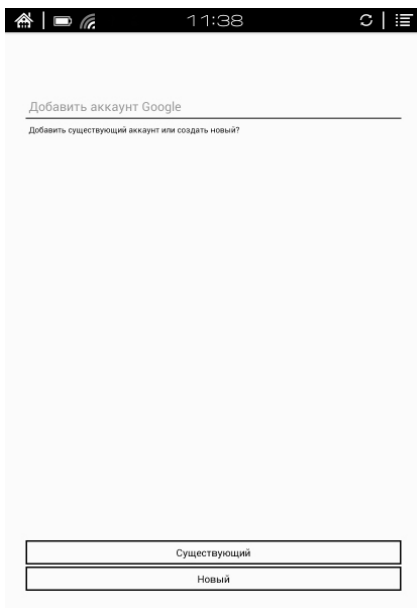 11:38
Добавить аккаунт Google
Добавить существующий аккаунт или создать новый?
Существующий
Новый